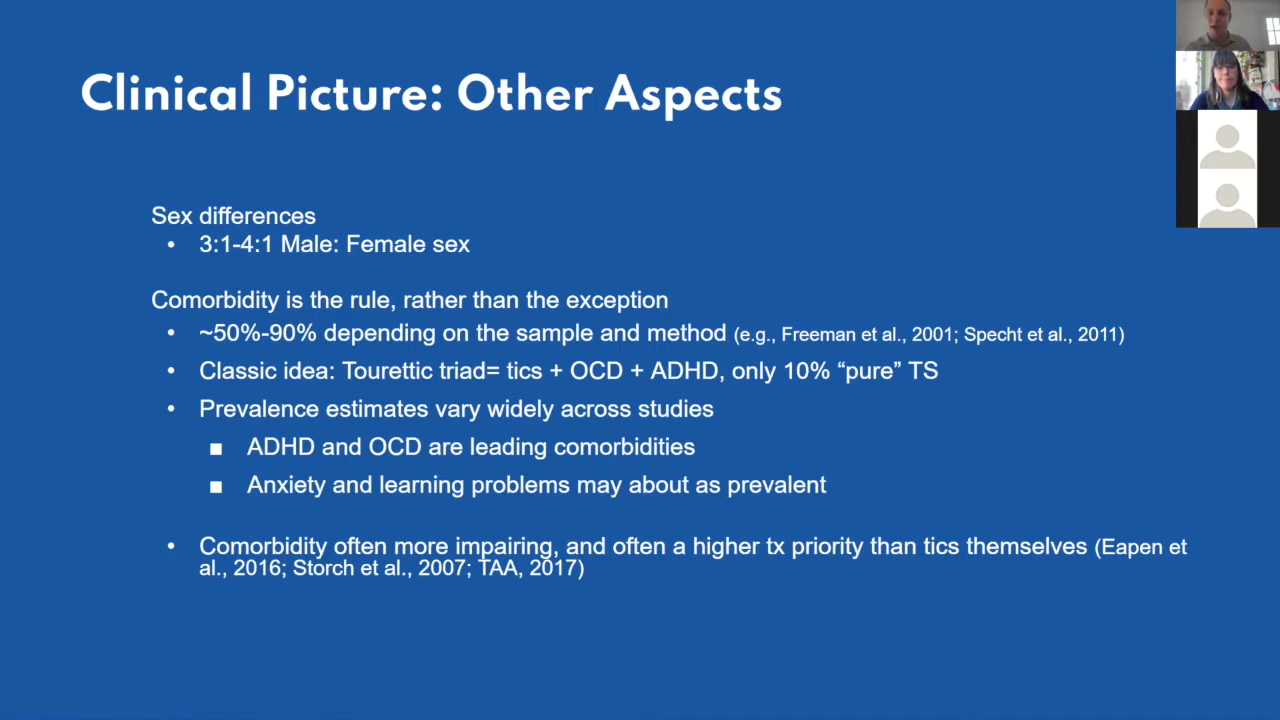 Clinical Picture: Other Aspects
Sex differences
• 3:1-4:1 Male: Female sex
Comorbidity is the rule, rather than the exception
• ~50%-90% depending on the sample and method (e.g., Freeman et al., 2001; Specht et al., 2011)
• Classic idea: Tourettic triad= tics + OCD + ADHD, only 10% “pure” TS
• Prevalence estimates vary widely across studies
■ ADHD and OCD are leading comorbidities
■ Anxiety and learning problems may about as prevalent
• Comorbidity often more impairing, and often a higher tx priority than tics themselves (Eapen et
al., 2016; Storch et al., 2007; TAA, 2017)